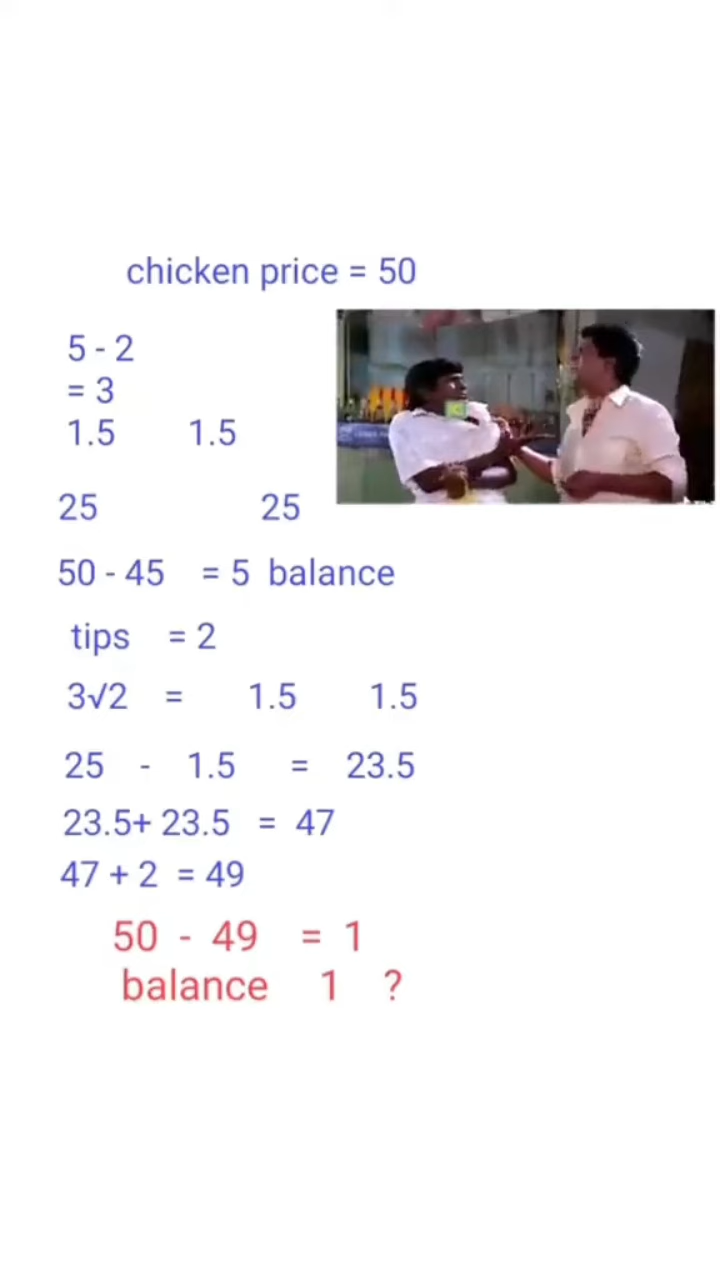 chicken price = 50
5 - 2
= 3
1.5 1.5
25 25
50 - 45 = 5 balance
tips = 2
3√2 = 1.5 1.5
25 - 1.5 = 23.5
23.5+ 23.5 = 47
47 + 2 = 49
50 - 49 = 1
balance 1 ?